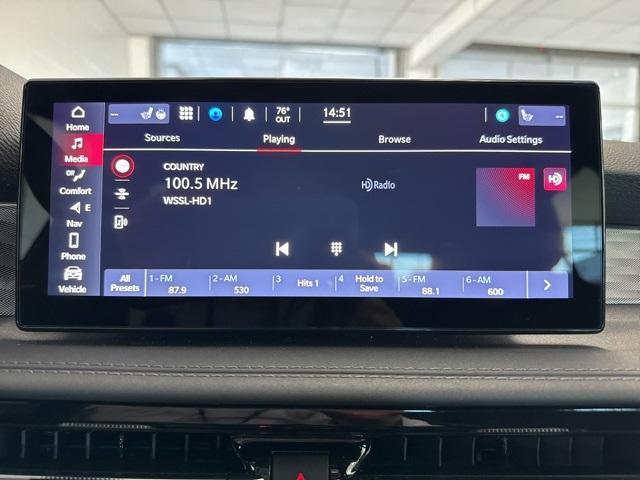 -- 76° OUT 14:51 --
Home
Media
Comfort
Nav E
Phone
Vehicle
Sources Playing Browse Audio Settings
COUNTRY
100.5 MHz
WSSL-HD1
HD Radio
FM
HD
All Presets
1 - FM 87.9
2 - AM 530
3 Hits 1
4 Hold to Save
5 - FM 88.1
6 - AM 600